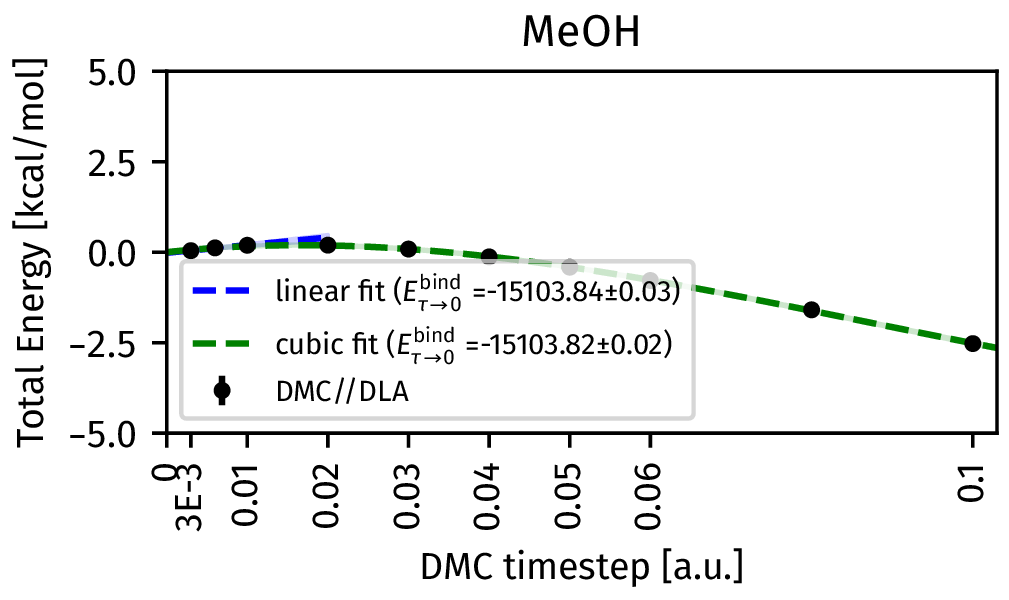 MeOH
Total Energy [kcal/mol]
5.0
2.5
0.0
−2.5
−5.0
linear fit (E^bind_τ→0 =-15103.84±0.03)
cubic fit (E^bind_τ→0 =-15103.82±0.02)
DMC//DLA
0
3E-3
0.01
0.02
0.03
0.04
0.05
0.06
0.1
DMC timestep [a.u.]